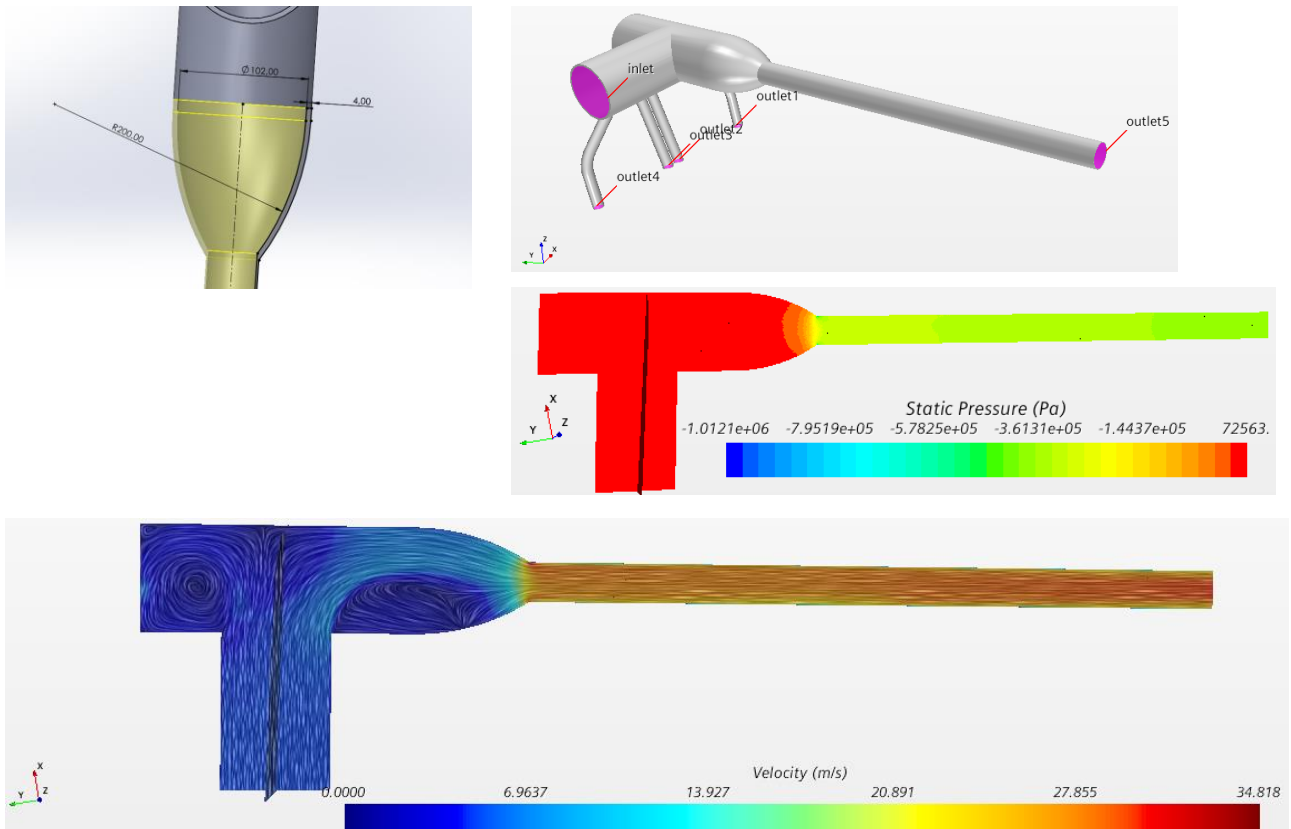 Ø102,00
4,00
R200,00
inlet
outlet1
outlet2
outlet3
outlet4
outlet5
Z
Y
X
Static Pressure (Pa)
-1.0121e+06 -7.9519e+05 -5.7825e+05 -3.6131e+05 -1.4437e+05 72563.
X
Y
Z
Velocity (m/s)
0.0000 6.9637 13.927 20.891 27.855 34.818
X
Y
Z